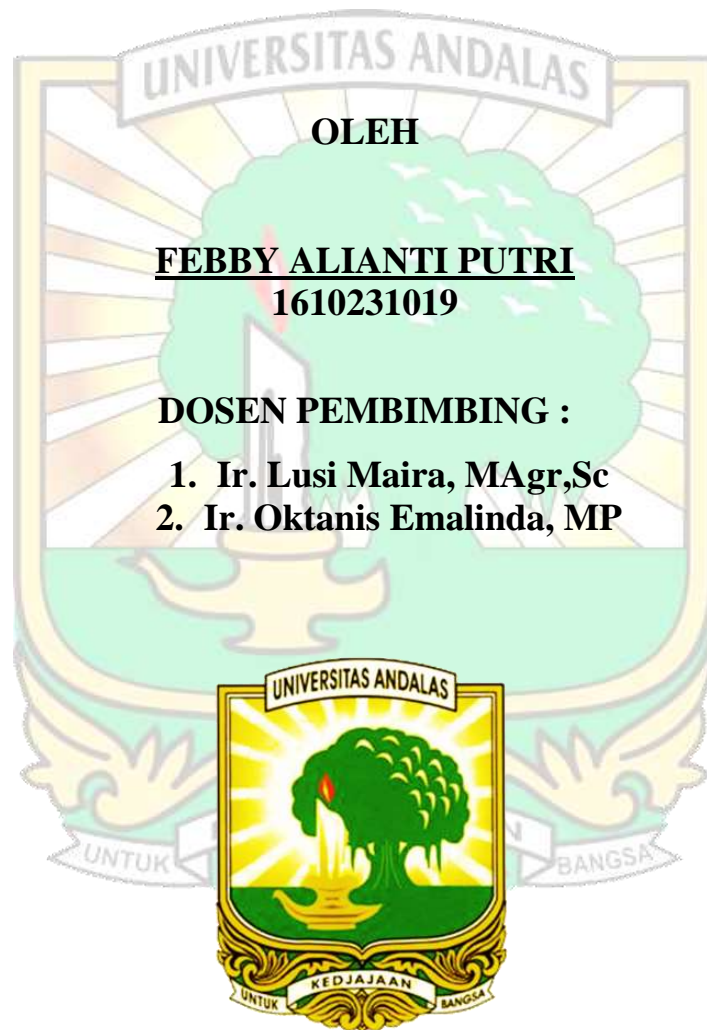 UNIVERSITAS ANDALAS
OLEH
FEBBY ALIANTI PUTRI
1610231019
DOSEN PEMBIMBING :
1. Ir. Lusi Maira, MAgr,Sc
2. Ir. Oktanis Emalinda, MP
UNIVERSITAS ANDALAS
UNTUK
BANGSA
UNTUK KEDJAJAAN BANGSA